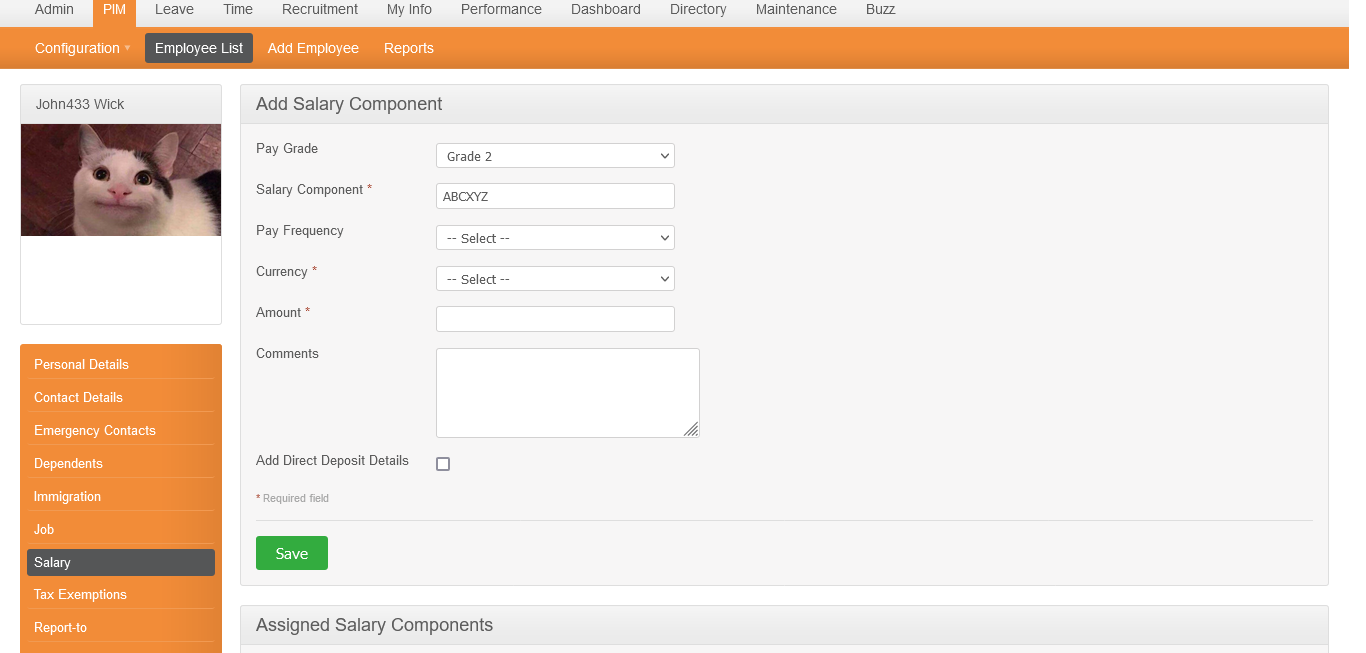 Admin PIM Leave Time Recruitment My Info Performance Dashboard Directory Maintenance Buzz
Configuration Employee List Add Employee Reports
John433 Wick
Personal Details
Contact Details
Emergency Contacts
Dependents
Immigration
Job
Salary
Tax Exemptions
Report-to
Add Salary Component
Pay Grade Grade 2
Salary Component * ABCXYZ
Pay Frequency -- Select --
Currency * -- Select --
Amount *
Comments
Add Direct Deposit Details
* Required field
Save
Assigned Salary Components